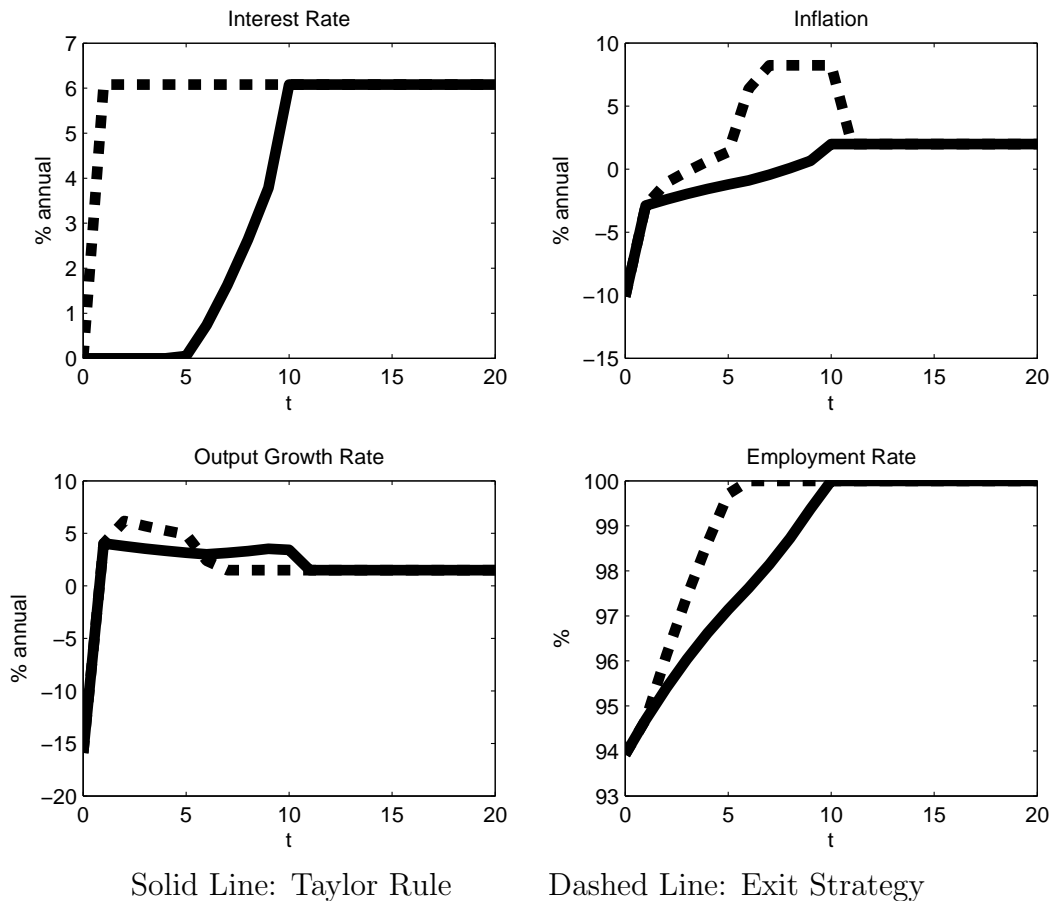 Interest Rate
7
6
5
4
3
2
1
0
% annual
0 5 10 15 20
t
Inflation
10
5
0
−5
−10
−15
% annual
0 5 10 15 20
t
Output Growth Rate
10
5
0
−5
−10
−15
−20
% annual
0 5 10 15 20
t
Employment Rate
100
99
98
97
96
95
94
93
%
0 5 10 15 20
t
Solid Line: Taylor Rule
Dashed Line: Exit Strategy